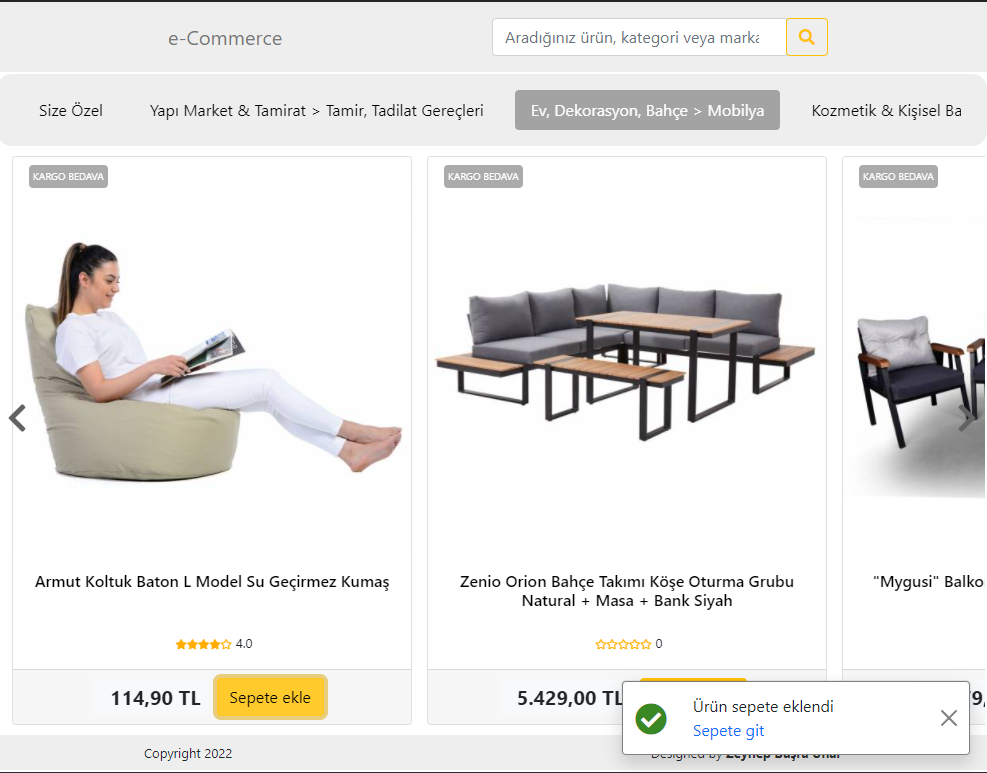 e-Commerce
Aradığınız ürün, kategori veya marka
Size Özel
Yapı Market & Tamirat > Tamir, Tadilat Gereçleri
Ev, Dekorasyon, Bahçe > Mobilya
Kozmetik & Kişisel Ba
KARGO BEDAVA
KARGO BEDAVA
KARGO BEDAVA
Armut Koltuk Baton L Model Su Geçirmez Kumaş
4.0
114,90 TL
Sepete ekle
Zenio Orion Bahçe Takımı Köşe Oturma Grubu
Natural + Masa + Bank Siyah
0
5.429,00 TL
"Mygusi" Balko
Ürün sepete eklendi
Sepete git
Copyright 2022
Designed by Zeynep Büşra Ünal